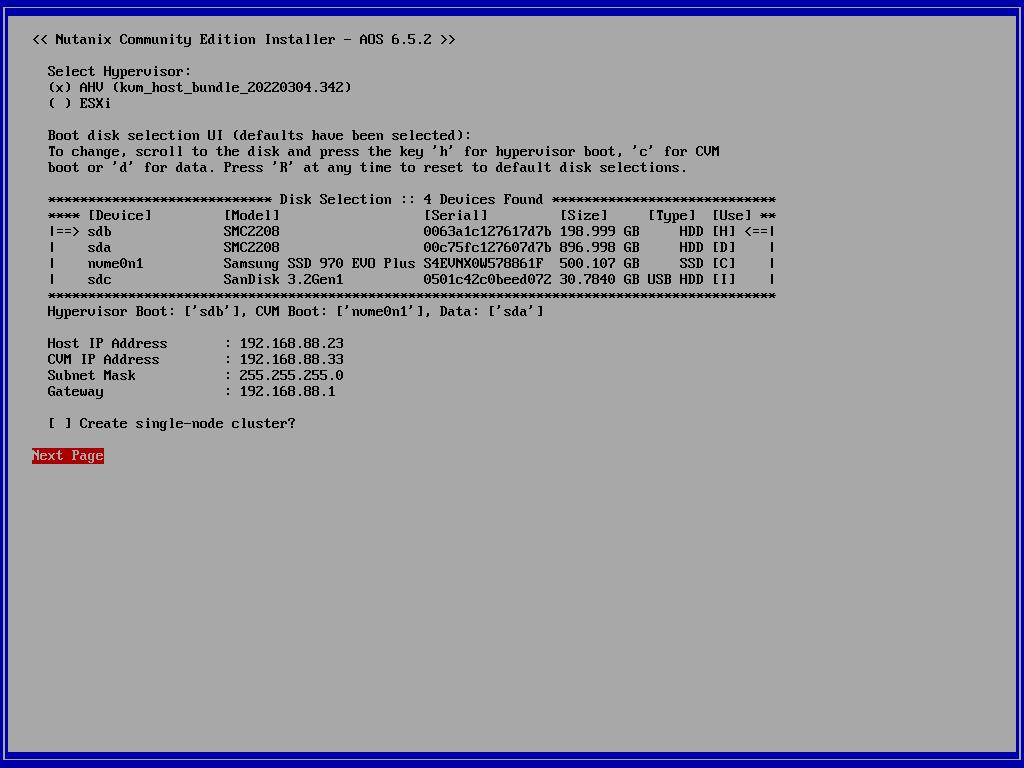 << Nutanix Community Edition Installer - AOS 6.5.2 >>
Select Hypervisor:
(x) AHV (kvm_host_bundle_20220304.342)
( ) ESXi
Boot disk selection UI (defaults have been selected):
To change, scroll to the disk and press the key 'h' for hypervisor boot, 'c' for CVM
boot or 'd' for data. Press 'R' at any time to reset to default disk selections.
**************************** Disk Selection :: 4 Devices Found ****************************
**** [Device]         [Model]                  [Serial]         [Size]     [Type]  [Use] **
|==> sdb              SMC2208                  0063a1c127617d7b 198.999 GB     HDD [H] <==|
|    sda              SMC2208                  00c75fc127607d7b 896.998 GB     HDD [D]    |
|    nvme0n1          Samsung SSD 970 EVO Plus S4EVNX0W578861F  500.107 GB     SSD [C]    |
|    sdc              SanDisk 3.2Gen1          0501c42c0beed072 30.7840 GB USB HDD [I]    |
*******************************************************************************************
Hypervisor Boot: ['sdb'], CVM Boot: ['nvme0n1'], Data: ['sda']
Host IP Address       : 192.168.88.23
CVM IP Address        : 192.168.88.33
Subnet Mask           : 255.255.255.0
Gateway               : 192.168.88.1
[ ] Create single-node cluster?
Next Page